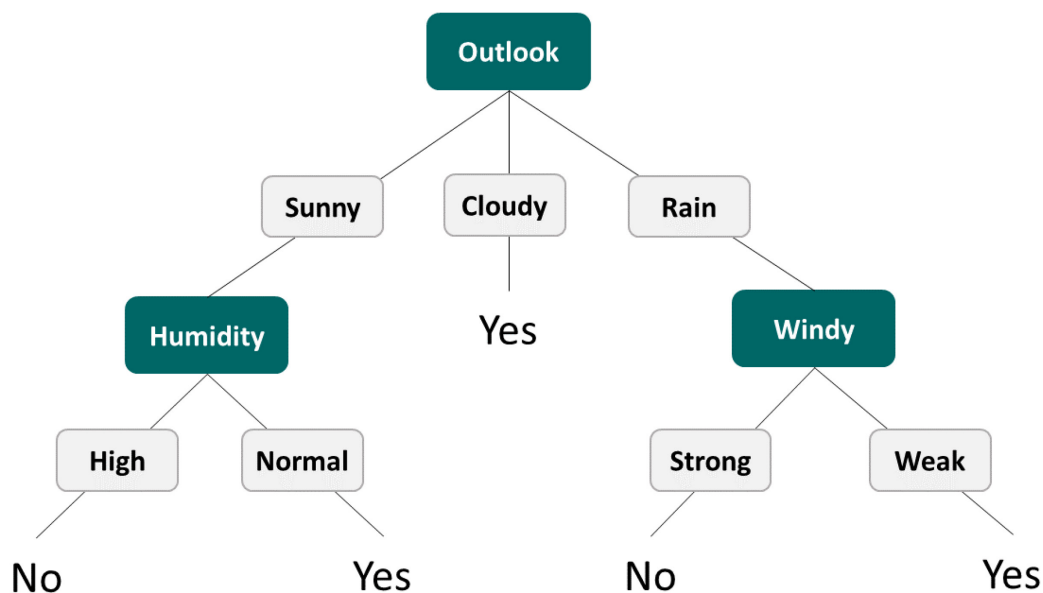 Outlook
Sunny
Cloudy
Rain
Humidity
Yes
Windy
High
Normal
Strong
Weak
No
Yes
No
Yes